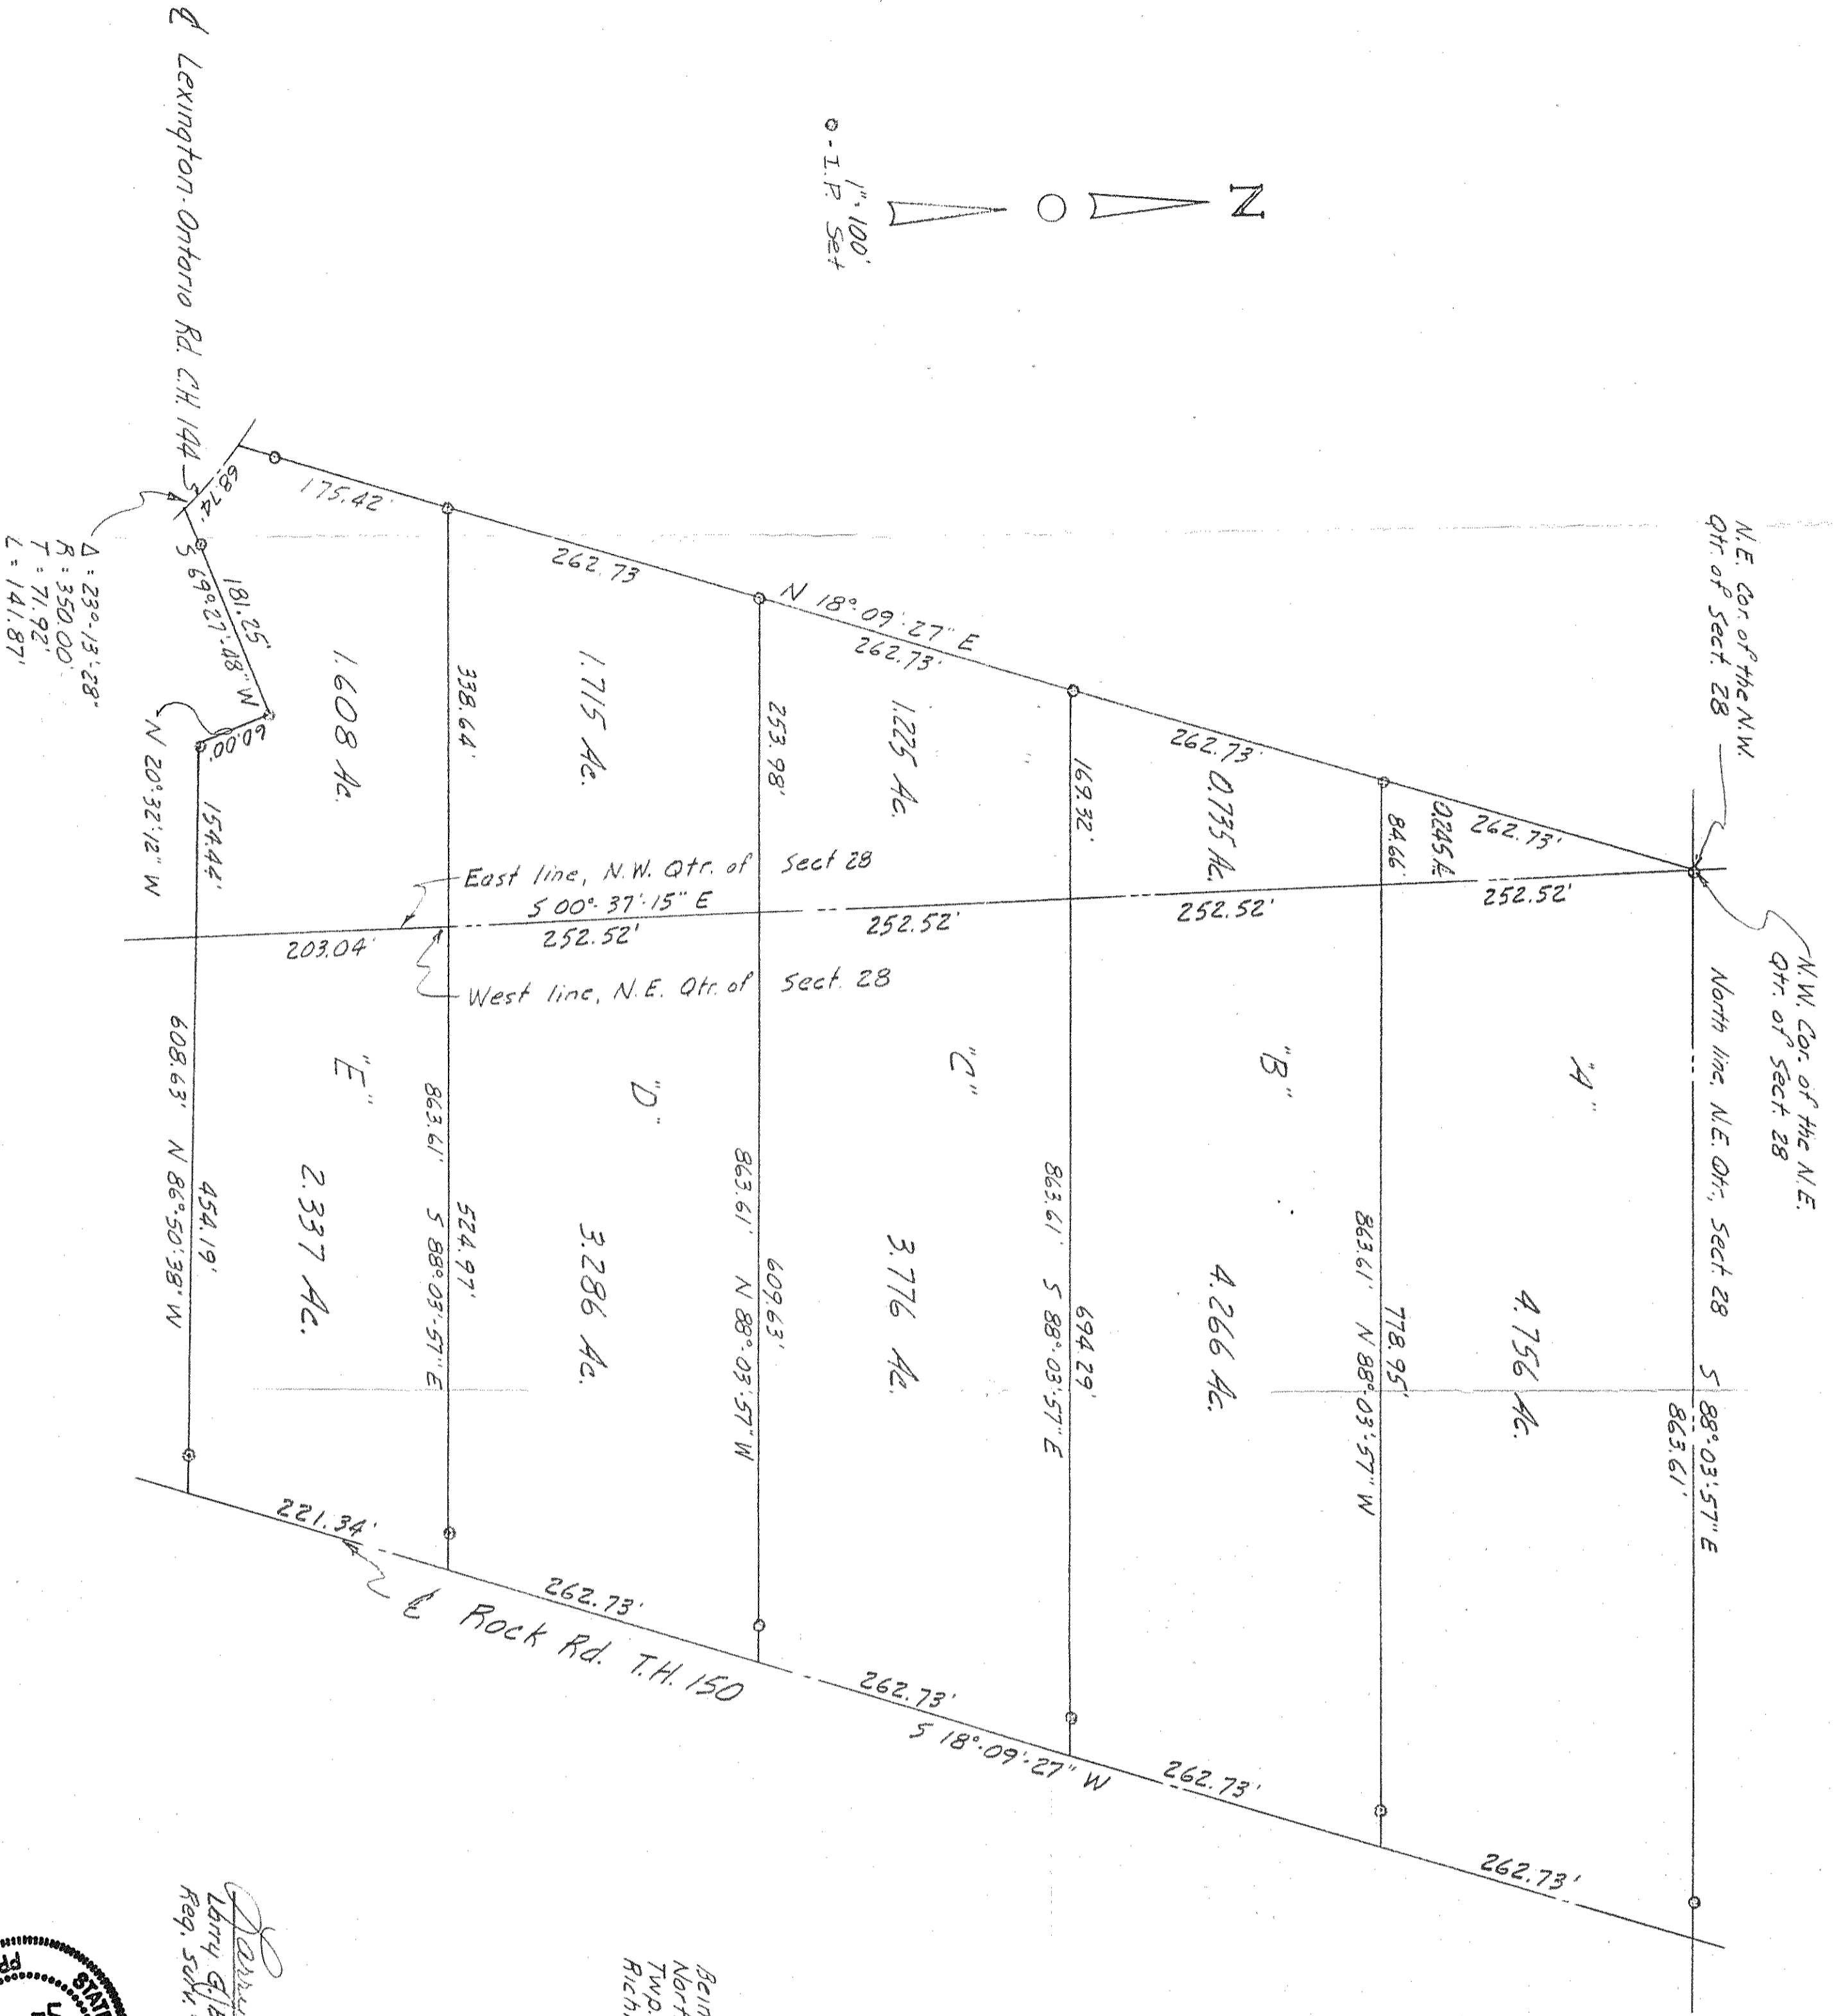 N.E. Cor. of the N.W.
Qtr. of Sect. 28
N.W. Cor. of the N.E.
Qtr. of Sect. 28
North line, N.E. Qtr., Sect. 28 S 88°-03'-57" E
863.61'
N
1"=100'
o - I.P. Set
262.73'
0.245 A.
252.52'
"A"
4.756 Ac.
262.73'
84.66'
778.95'
863.61' N 88°-03'-57" W
262.73'
0.735 Ac.
252.52'
"B"
4.266 Ac.
262.73'
169.32'
694.29'
863.61' S 88°-03'-57" E
N 18°-09'-27" E
262.73'
1.225 Ac.
252.52'
"C"
3.776 Ac.
262.73'
S 18°-09'-27" W
253.98'
609.63'
863.61' N 88°-03'-57" W
262.73
1.715 Ac.
East line, N.W. Qtr. of Sect 28
S 00°-37'-15" E
252.52'
West line, N.E. Qtr. of Sect. 28
"D"
3.286 Ac.
262.73'
℄ Rock Rd. T.H. 150
338.64'
524.97'
863.61' S 88°-03'-57" E
175.42'
1.608 Ac.
203.04'
"E"
2.337 Ac.
221.34'
68.74'
181.25'
S 69°-27'-48" W
60.00'
N 20°-32'-12" W
154.44'
454.19'
608.63' N 86°-50'-38" W
℄ Lexington-Ontario Rd. C.H. 144
Δ = 23°-13'-28"
R = 350.00'
T = 71.92'
L = 141.87'
Twp.
Larry G.
Reg. Surv.
STATE